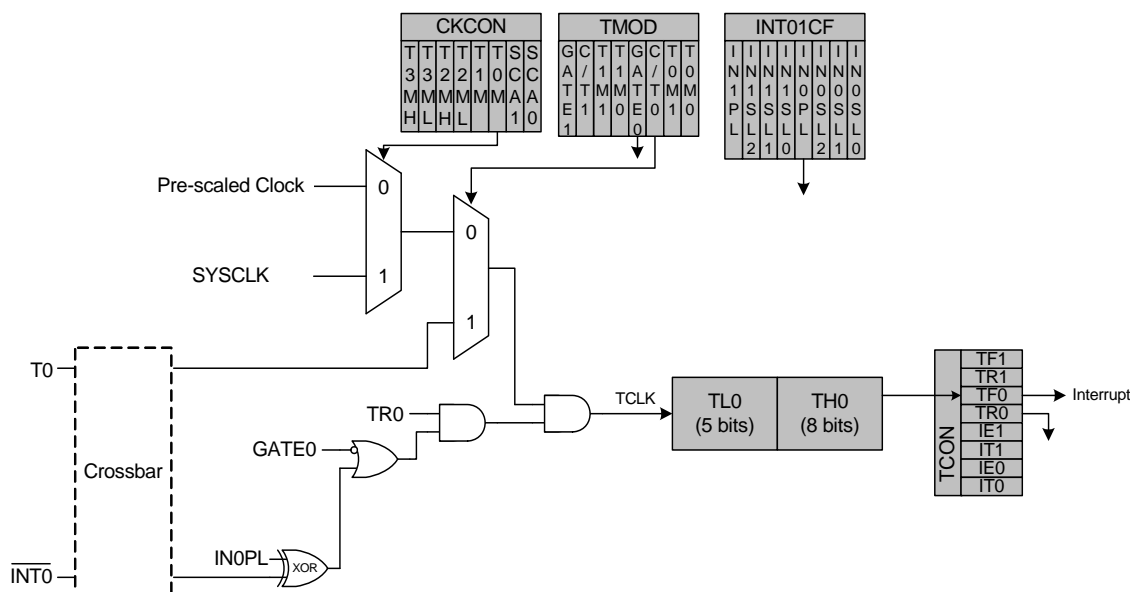 CKCON
T3MH
T3ML
T2MH
T2ML
T1M
T0M
SCA1
SCA0
TMOD
GATE1
C/T1
T1M1
T1M0
GATE0
C/T0
T0M1
T0M0
INT01CF
IN1PL
IN1SL2
IN1SL1
IN1SL0
IN0PL
IN0SL2
IN0SL1
IN0SL0
Pre-scaled Clock
0
SYSCLK
1
0
1
T0
Crossbar
INT0
GATE0
IN0PL
XOR
TR0
TCLK
TL0
(5 bits)
TH0
(8 bits)
TCON
TF1
TR1
TF0
TR0
IE1
IT1
IE0
IT0
Interrupt